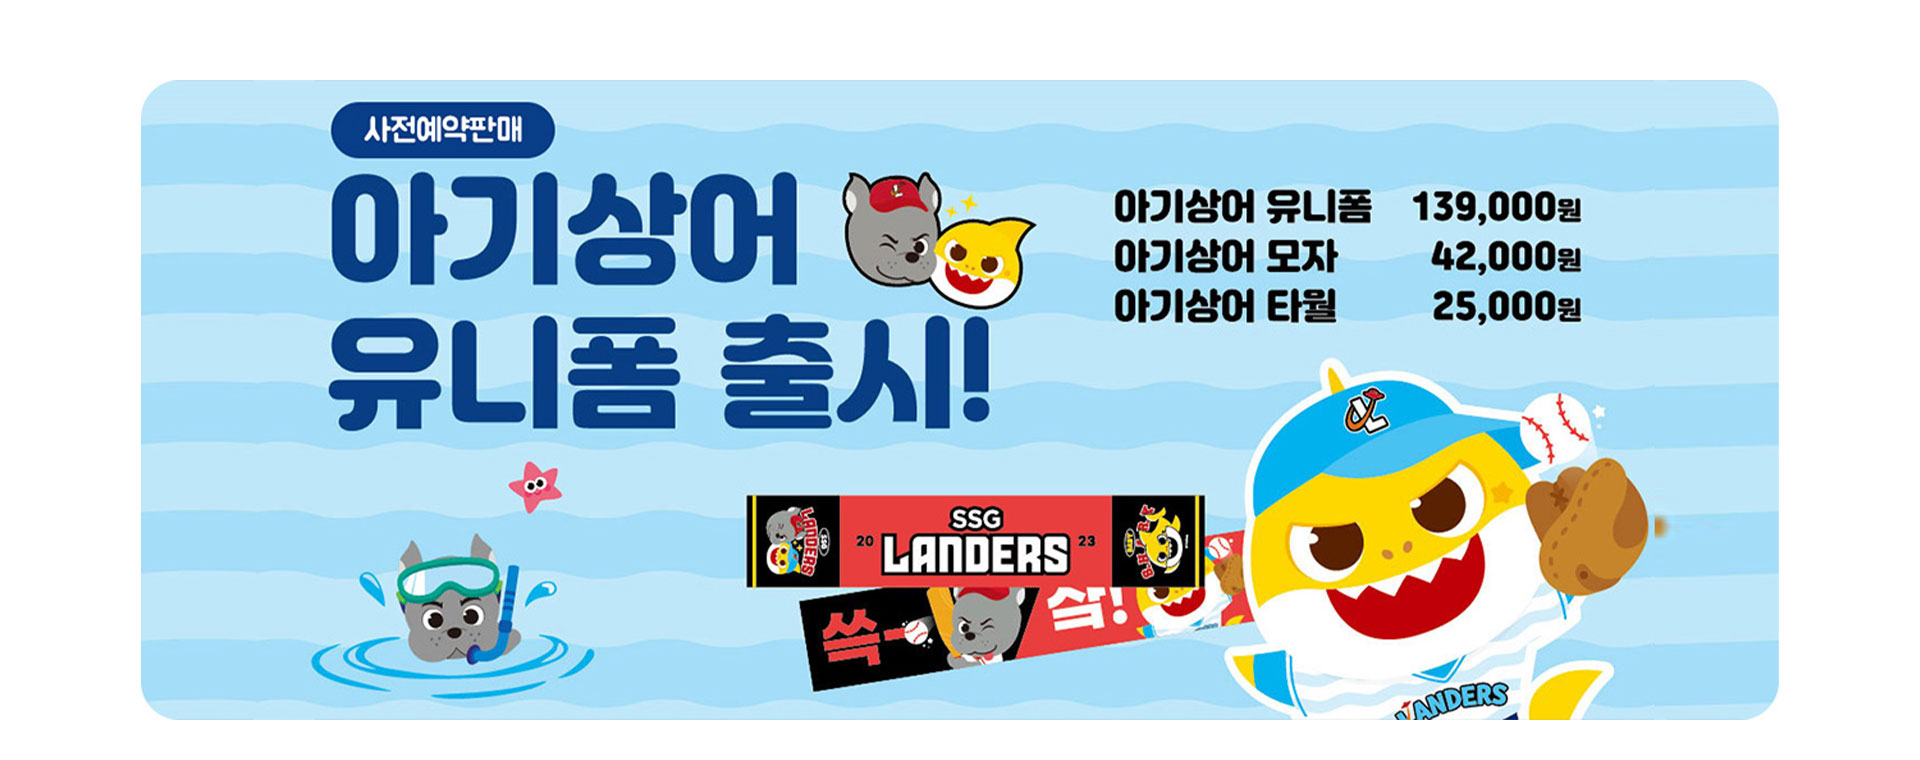 사전예약판매
아기상어
유니폼 출시!
아기상어 유니폼 139,000원
아기상어 모자 42,000원
아기상어 타월 25,000원
SSG
20 LANDERS 23
LANDERS
SSG
쓱
삭!
LANDERS